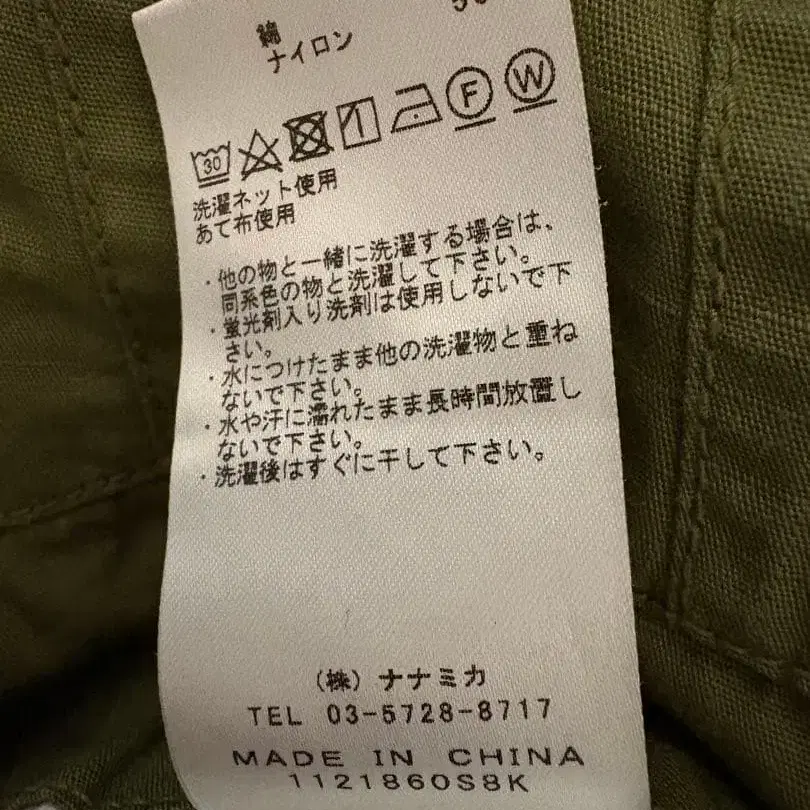 綿
ナイロン
30 F W
洗濯ネット使用
あて布使用
・他の物と一緒に洗濯する場合は、
同系色の物と洗濯して下さい。
・蛍光剤入り洗剤は使用しないで下
さい。
・水につけたまま他の洗濯物と重ね
ないで下さい。
・水や汗に濡れたまま長時間放置し
ないで下さい。
・洗濯後はすぐに干して下さい。
（株）ナナミカ
TEL 03-5728-8717
MADE IN CHINA
1121860S8K